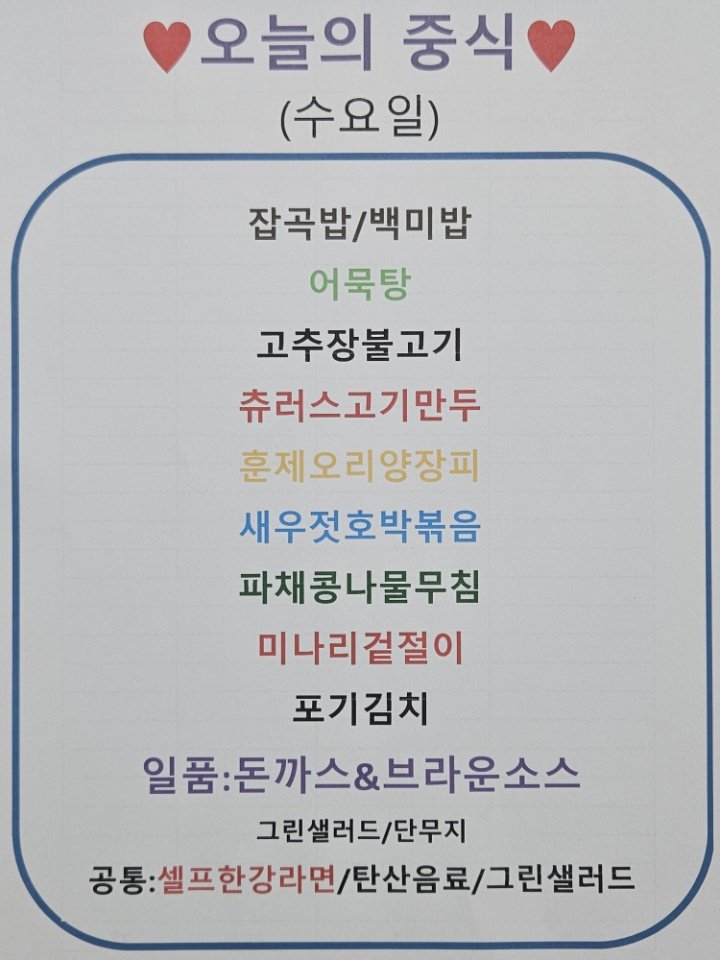 ♥오늘의 중식♥
(수요일)
잡곡밥/백미밥
어묵탕
고추장불고기
츄러스고기만두
훈제오리양장피
새우젓호박볶음
파채콩나물무침
미나리겉절이
포기김치
일품:돈까스&브라운소스
그린샐러드/단무지
공통:셀프한강라면/탄산음료/그린샐러드